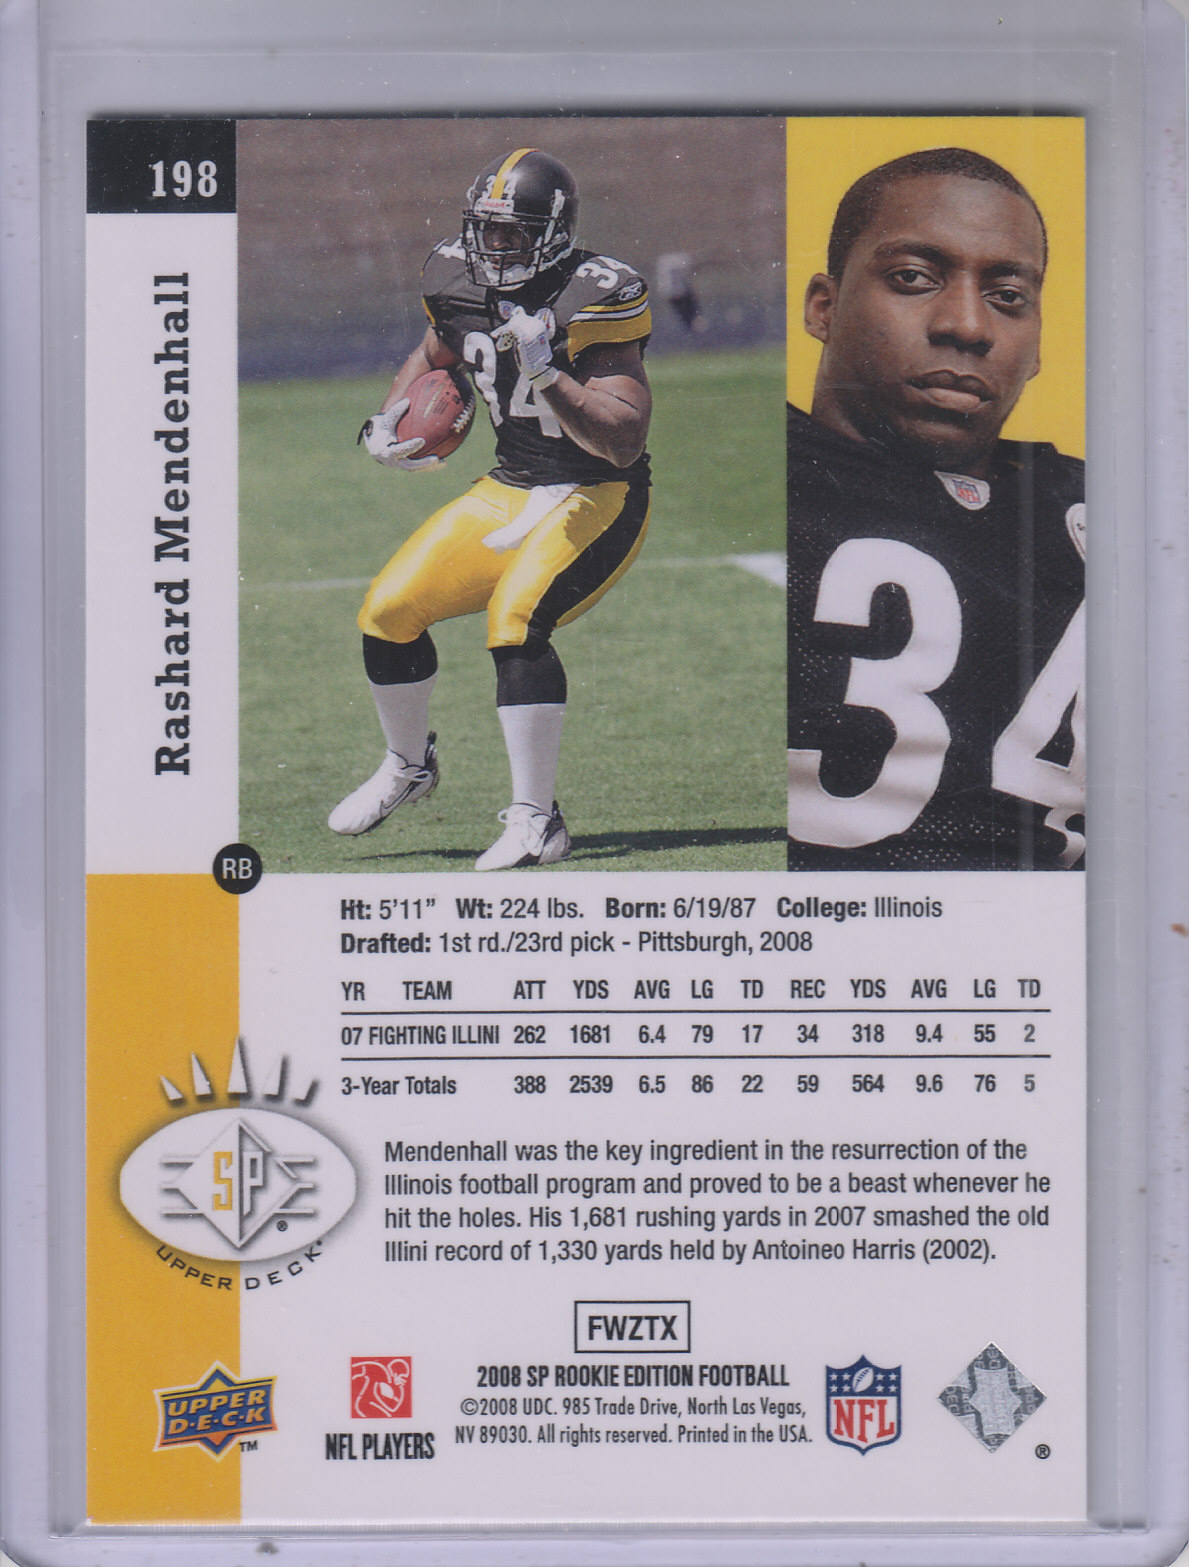 198
Rashard Mendenhall
34
34
34
34
RB
Ht: 5'11" Wt: 224 lbs. Born: 6/19/87 College: Illinois
Drafted: 1st rd./23rd pick - Pittsburgh, 2008
YR TEAM ATT YDS AVG LG TD REC YDS AVG LG TD
07 FIGHTING ILLINI 262 1681 6.4 79 17 34 318 9.4 55 2
3-Year Totals 388 2539 6.5 86 22 59 564 9.6 76 5
SP®
UPPER DECK
Mendenhall was the key ingredient in the resurrection of the
Illinois football program and proved to be a beast whenever he
hit the holes. His 1,681 rushing yards in 2007 smashed the old
Illini record of 1,330 yards held by Antoineo Harris (2002).
FWZTX
UPPER
D·E·C·K
TM
NFL PLAYERS
2008 SP ROOKIE EDITION FOOTBALL
©2008 UDC. 985 Trade Drive, North Las Vegas,
NV 89030. All rights reserved. Printed in the USA.
NFL
®